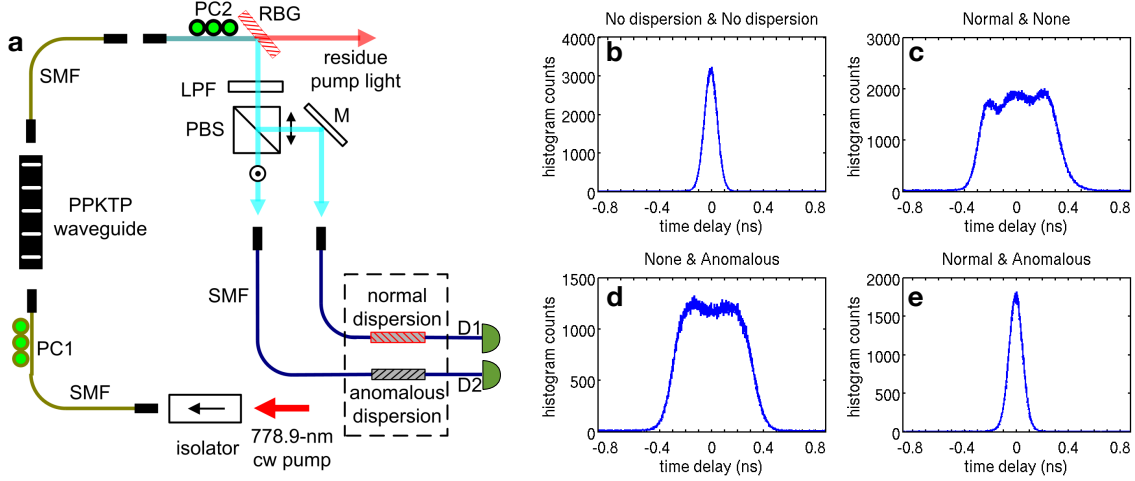 a
PC2
RBG
SMF
residue
pump light
LPF
PBS
M
PPKTP
waveguide
SMF
normal
dispersion
D1
D2
anomalous
dispersion
PC1
SMF
isolator
778.9-nm
cw pump
No dispersion & No dispersion
b
histogram counts
4000
3000
2000
1000
0
-0.8 -0.4 0 0.4 0.8
time delay (ns)
Normal & None
c
histogram counts
3000
2000
1000
0
-0.8 -0.4 0 0.4 0.8
time delay (ns)
None & Anomalous
d
histogram counts
1500
1000
500
0
-0.8 -0.4 0 0.4 0.8
time delay (ns)
Normal & Anomalous
e
histogram counts
2000
1500
1000
500
0
-0.8 -0.4 0 0.4 0.8
time delay (ns)